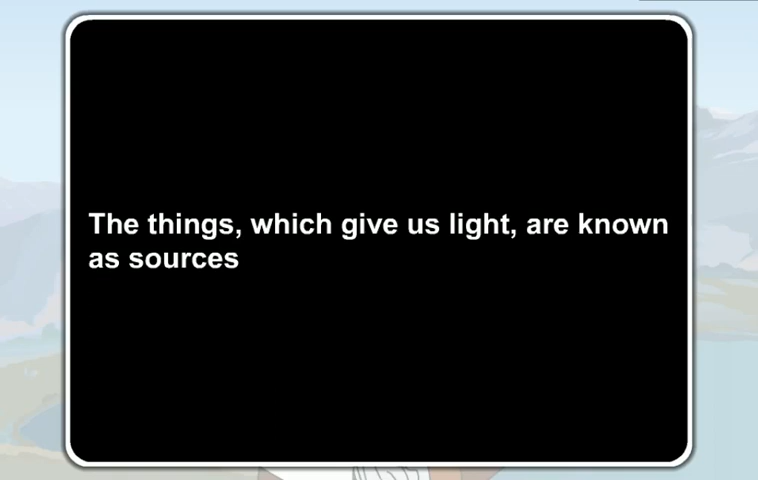 The things, which give us light, are known
as sources